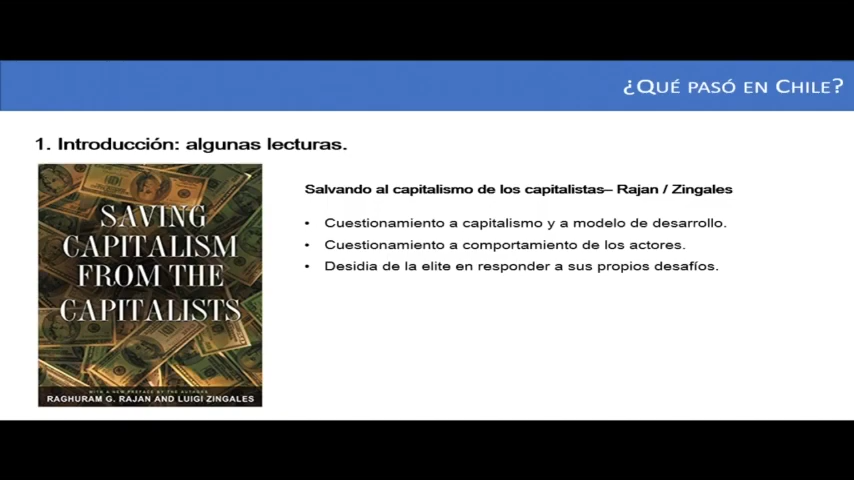 ¿QUÉ PASÓ EN CHILE?
1. Introducción: algunas lecturas.
SAVING
CAPITALISM
FROM THE
CAPITALISTS
WITH A NEW PREFACE BY THE AUTHORS
RAGHURAM G. RAJAN AND LUIGI ZINGALES
Salvando al capitalismo de los capitalistas– Rajan / Zingales
• Cuestionamiento a capitalismo y a modelo de desarrollo.
• Cuestionamiento a comportamiento de los actores.
• Desidia de la elite en responder a sus propios desafíos.